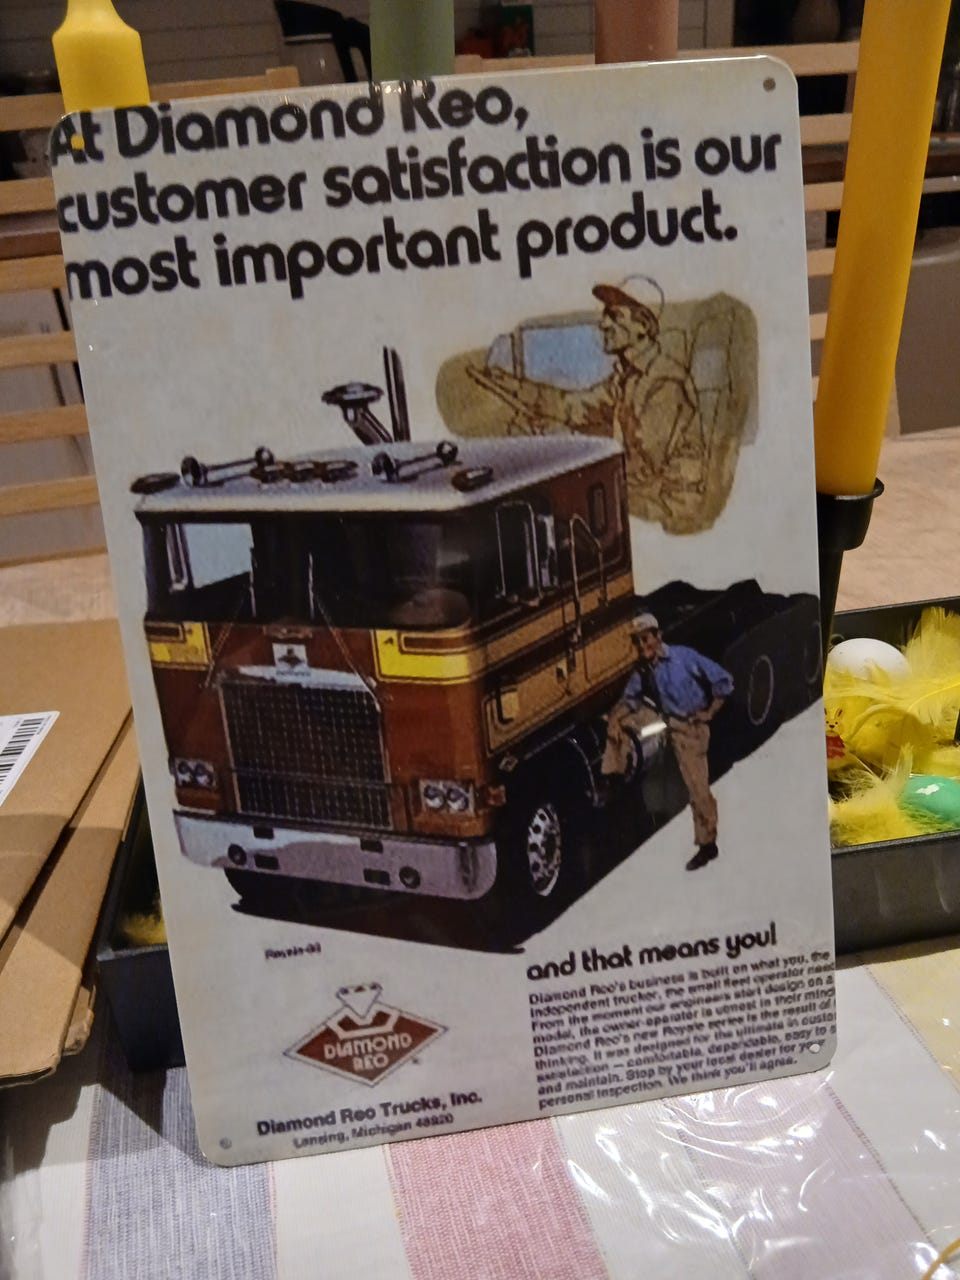 At Diamond Reo,
customer satisfaction is our
most important product.
and that means you!
Diamond Reo's business is built on what you, the
independent trucker, the small fleet operator need.
From the moment our engineers start design on a
model, the owner-operator is utmost in their mind
Diamond Reo's new Royale series is the result of
thinking. It was designed for the ultimate in custo
satisfaction — comfortable, dependable, easy to s
and maintain. Stop by your local dealer for your
personal inspection. We think you'll agree.
DIAMOND
REO
Diamond Reo Trucks, Inc.
Lansing, Michigan 48920